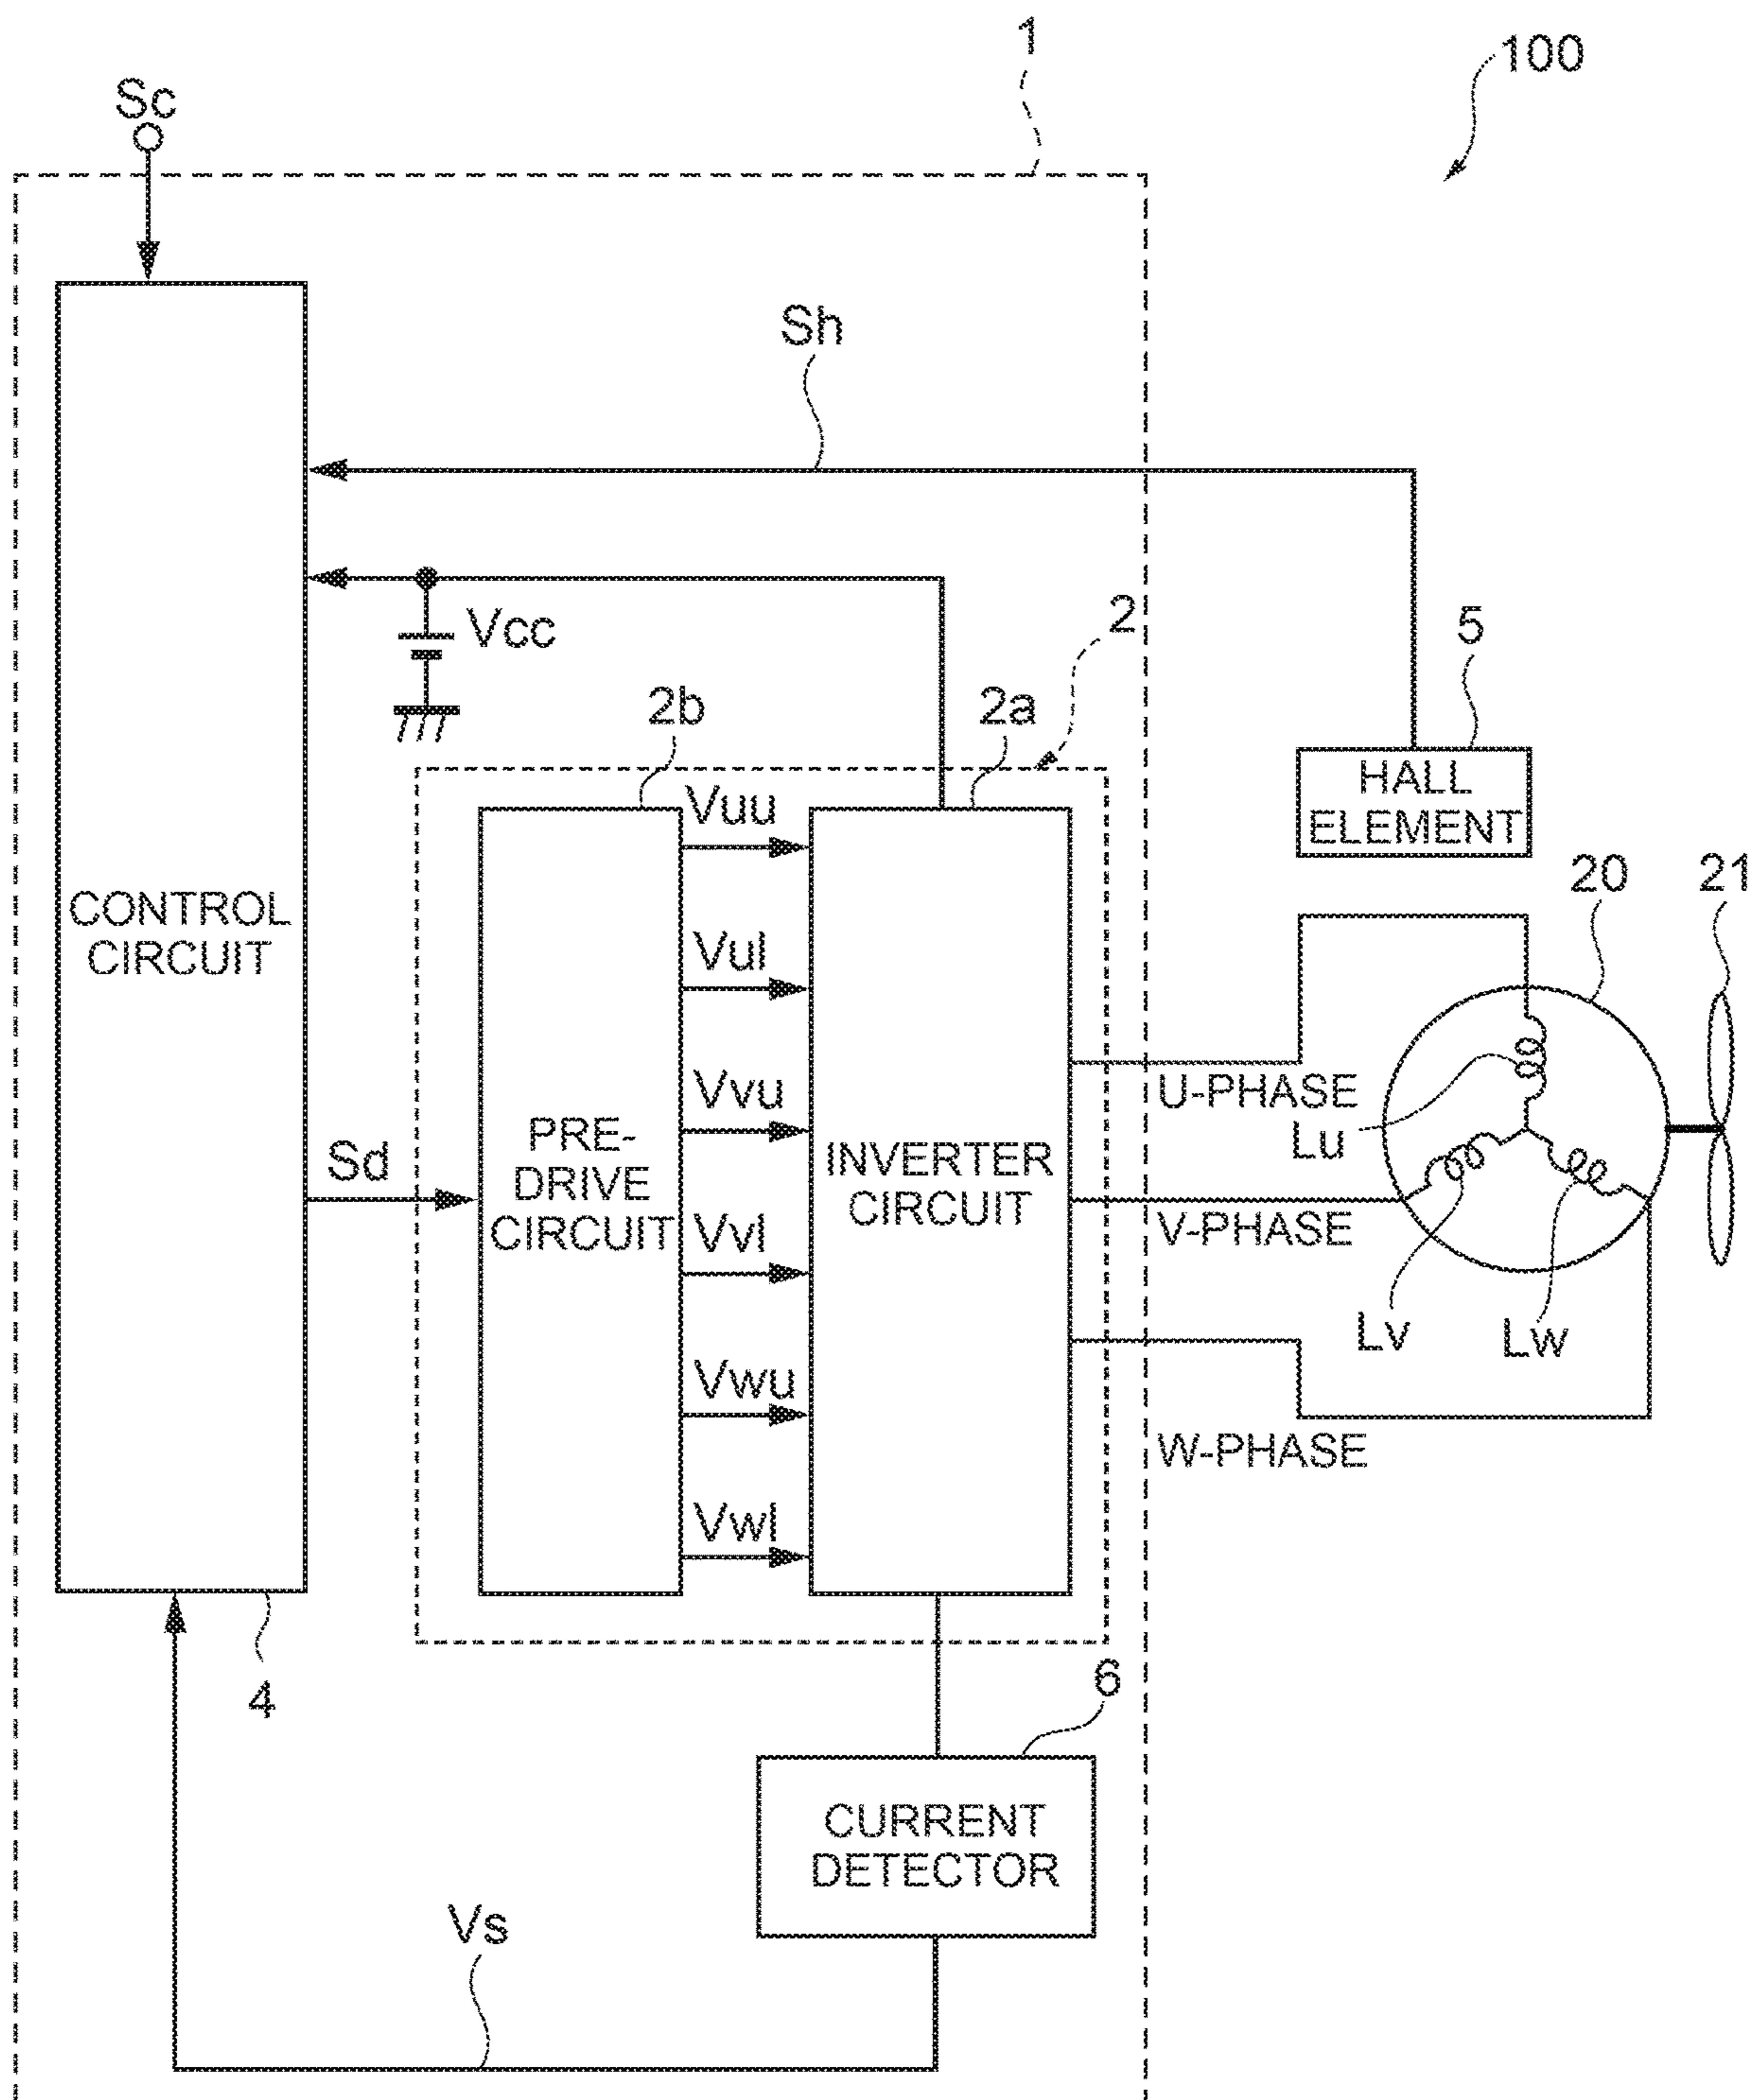 1
100
Sc
Sh
Vcc
2
5
2b
2a
HALL
ELEMENT
Vuu
20
21
CONTROL
CIRCUIT
Vul
Vvu
U-PHASE
Lu
PRE-
DRIVE
CIRCUIT
INVERTER
CIRCUIT
Sd
V-PHASE
Vvl
Lv
Lw
Vwu
W-PHASE
Vwl
4
6
CURRENT
DETECTOR
Vs